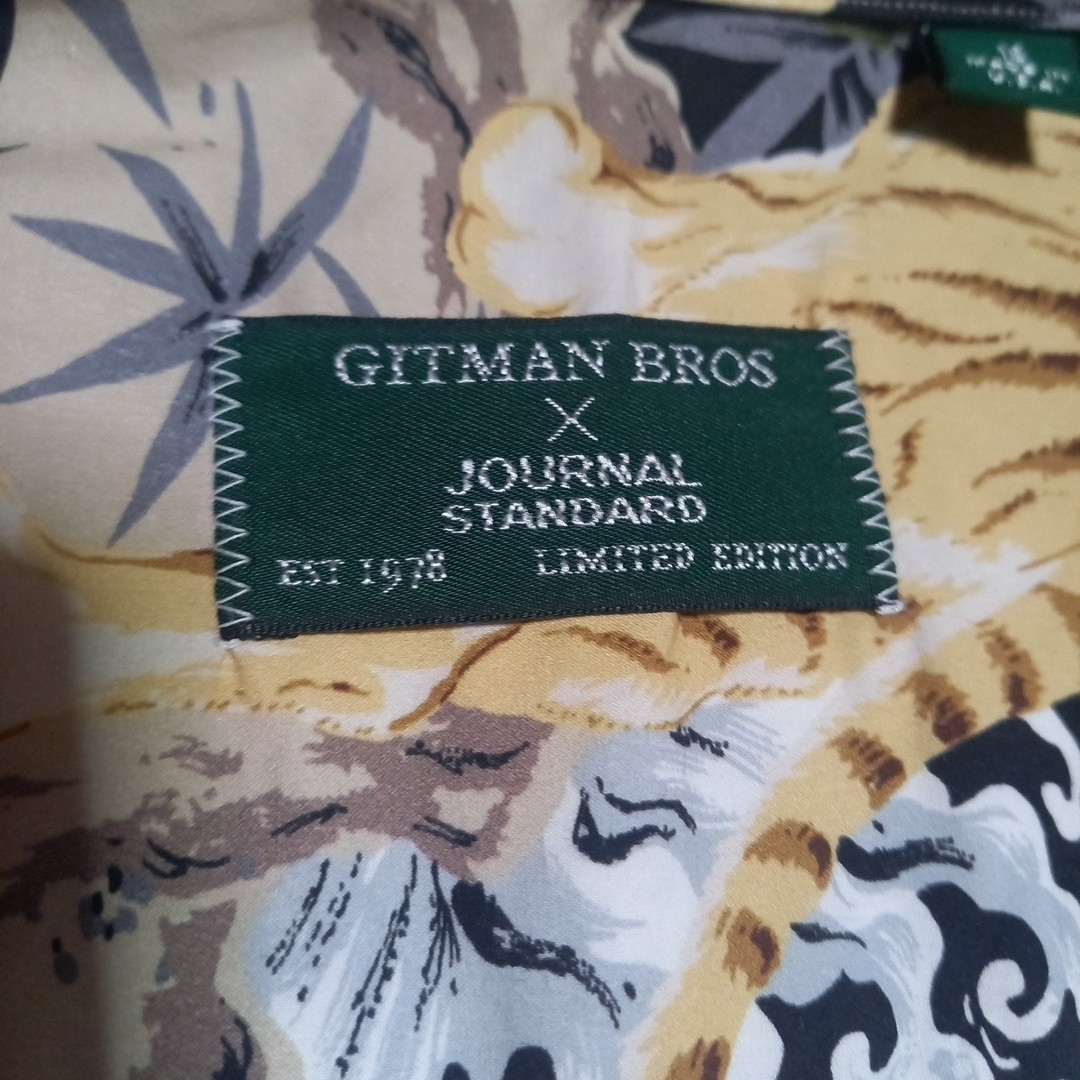 GITMAN BROS
X
JOURNAL
STANDARD
EST 1978 LIMITED EDITION